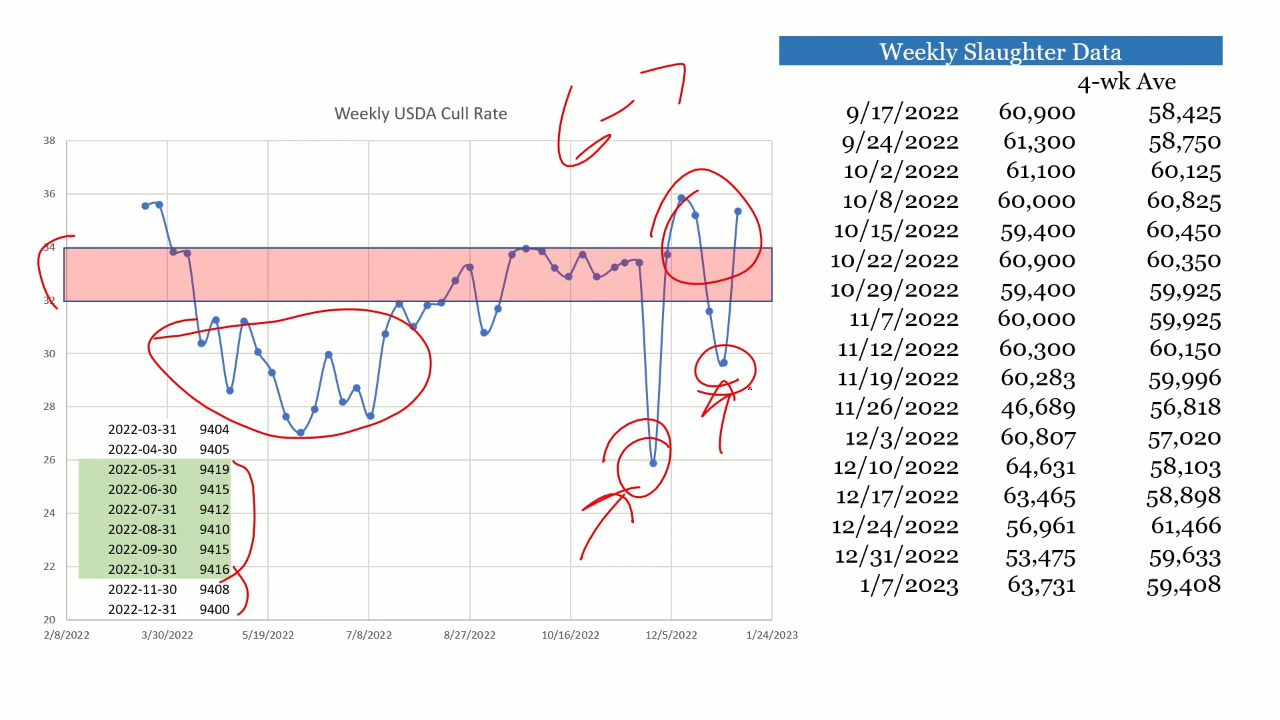 Weekly Slaughter Data
4-wk Ave
9/17/2022 60,900 58,425
9/24/2022 61,300 58,750
10/2/2022 61,100 60,125
10/8/2022 60,000 60,825
10/15/2022 59,400 60,450
10/22/2022 60,900 60,350
10/29/2022 59,400 59,925
11/7/2022 60,000 59,925
11/12/2022 60,300 60,150
11/19/2022 60,283 59,996
11/26/2022 46,689 56,818
12/3/2022 60,807 57,020
12/10/2022 64,631 58,103
12/17/2022 63,465 58,898
12/24/2022 56,961 61,466
12/31/2022 53,475 59,633
1/7/2023 63,731 59,408
6-7
Weekly USDA Cull Rate
38
36
34
32
30
28
26
24
22
20
2022-03-31 9404
2022-04-30 9405
2022-05-31 9419
2022-06-30 9415
2022-07-31 9412
2022-08-31 9410
2022-09-30 9415
2022-10-31 9416
2022-11-30 9408
2022-12-31 9400
2/8/2022 3/30/2022 5/19/2022 7/8/2022 8/27/2022 10/16/2022 12/5/2022 1/24/2023